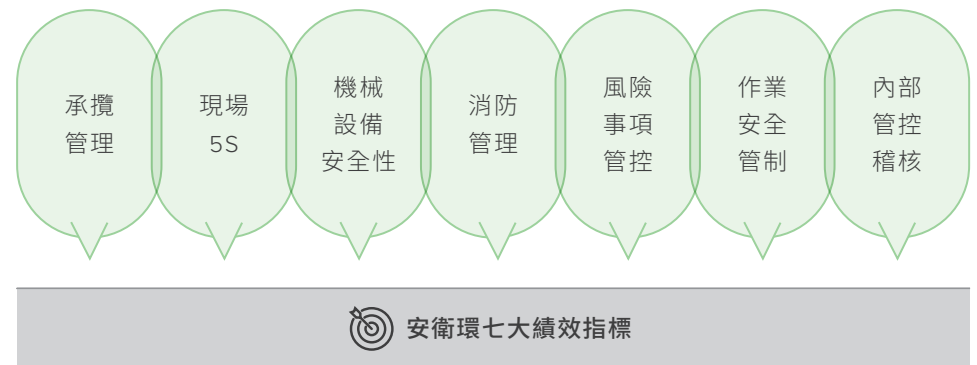 承攬
管理
現場
5S
機械
設備
安全性
消防
管理
風險
事項
管控
作業
安全
管制
內部
管控
稽核
安衛環七大績效指標